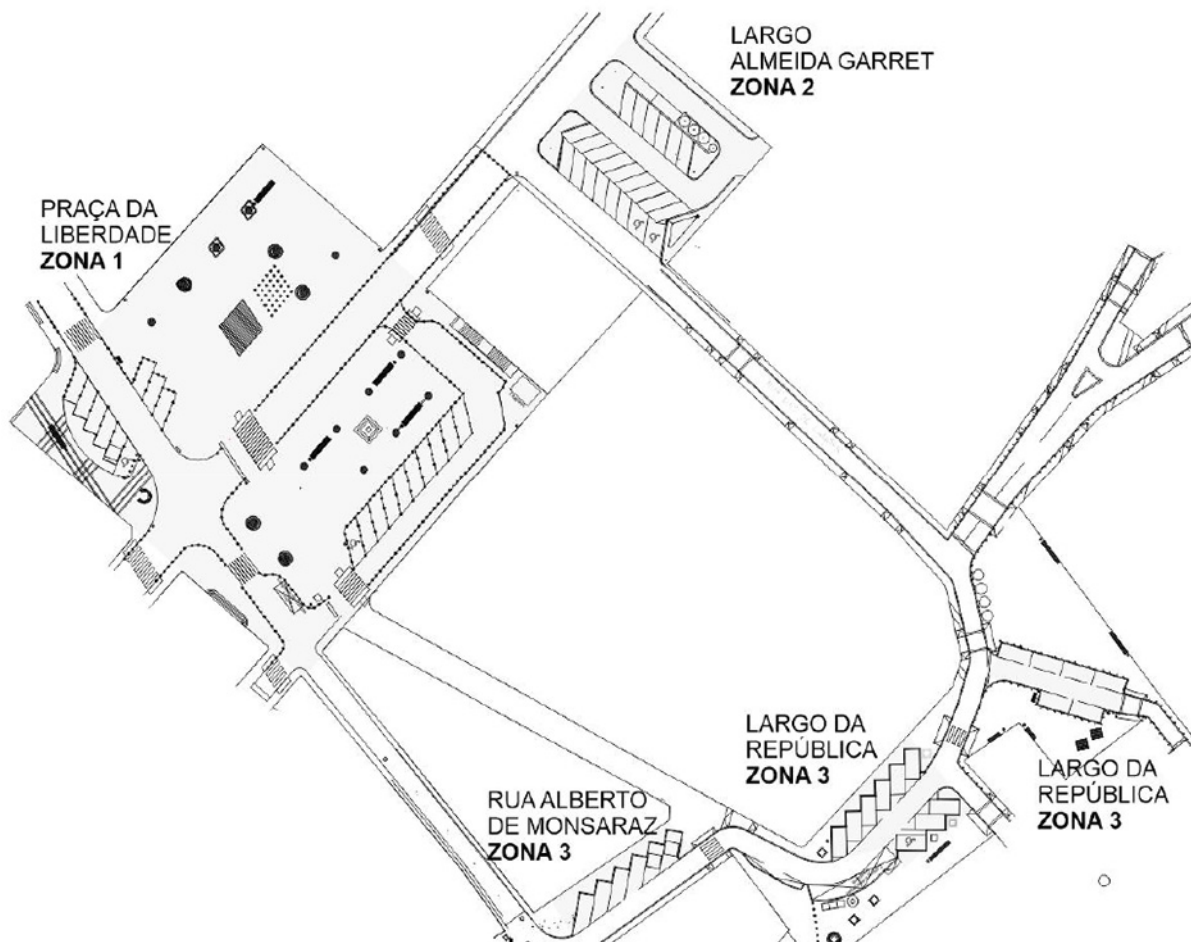 LARGO
ALMEIDA GARRET
ZONA 2
PRAÇA DA
LIBERDADE
ZONA 1
LARGO DA
REPÚBLICA
ZONA 3
LARGO DA
REPÚBLICA
ZONA 3
RUA ALBERTO
DE MONSARAZ
ZONA 3